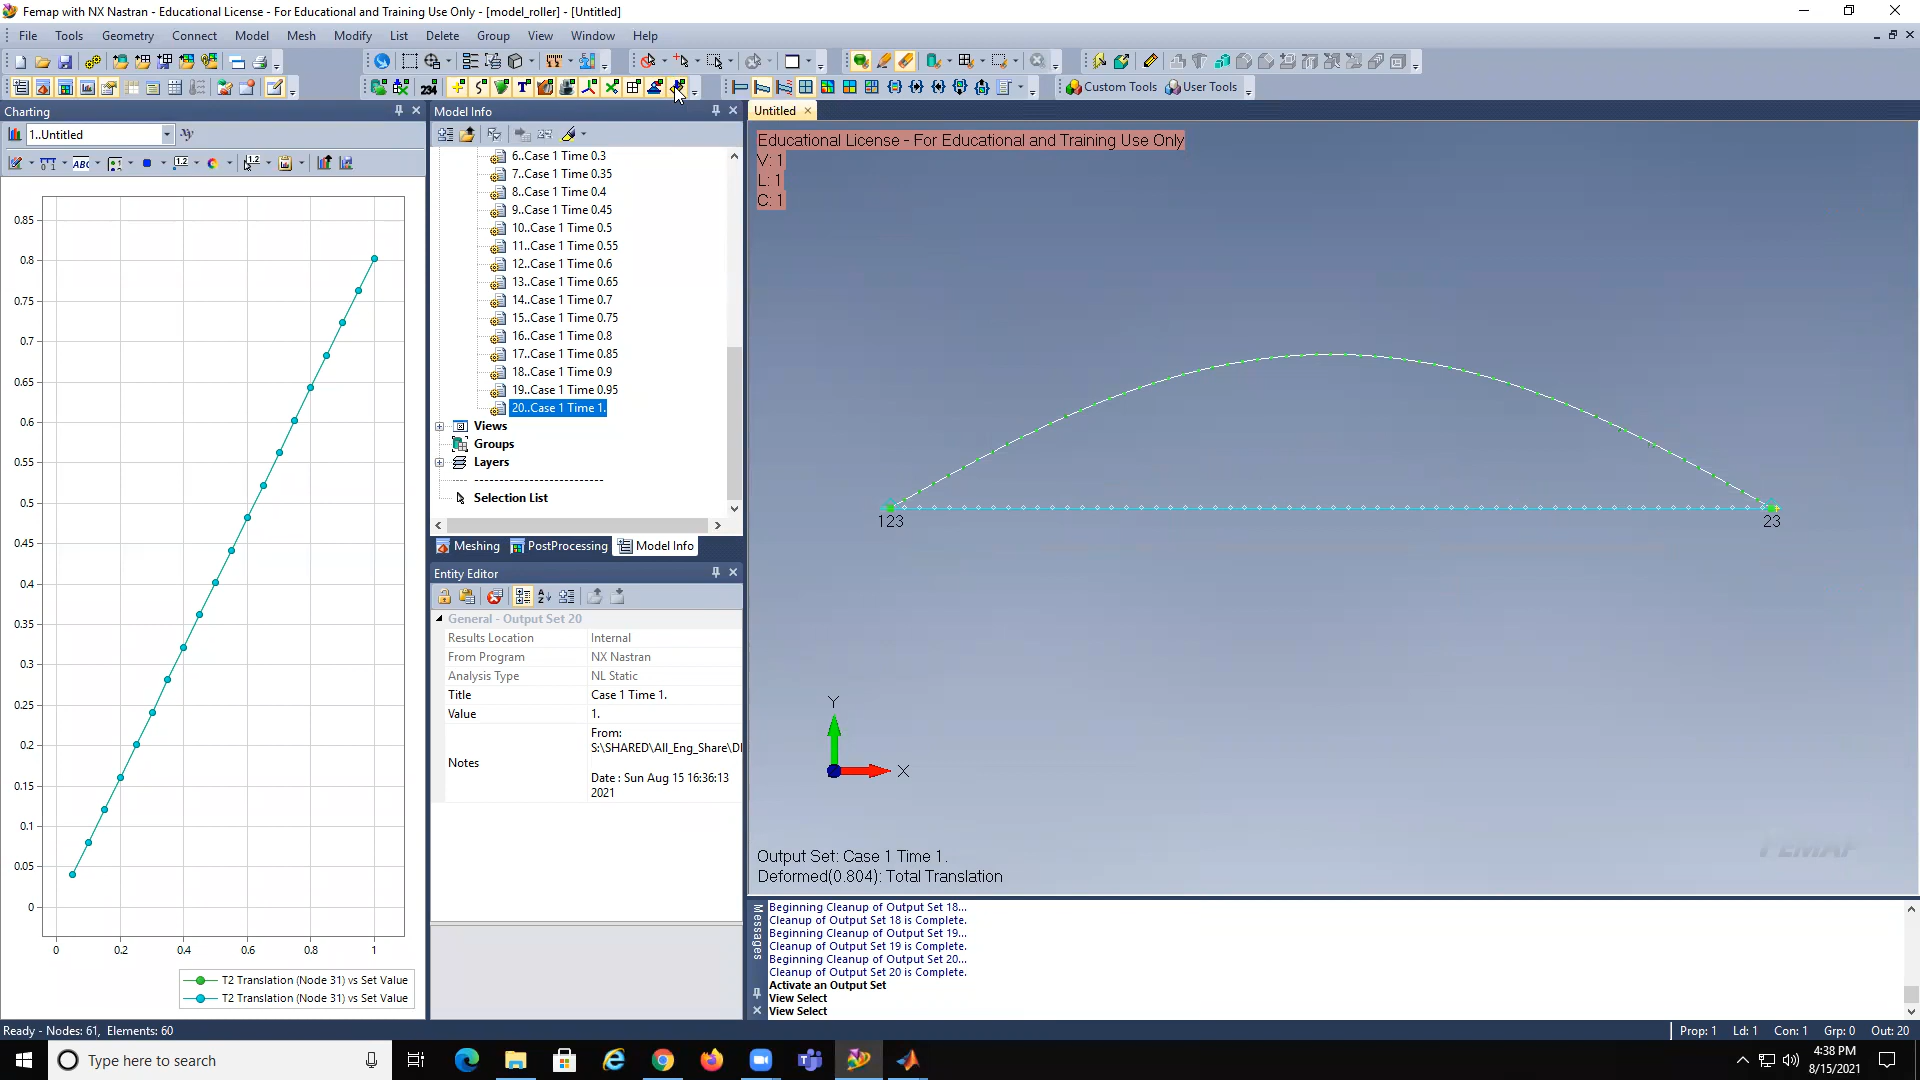 Femap with NX Nastran - Educational License - For Educational and Training Use Only - [model_roller] - [Untitled]
File Tools Geometry Connect Model Mesh Modify List Delete Group View Window Help
234 T Custom Tools User Tools
Charting
1..Untitled Xy
ABC 1.2 1.2
0.85
0.8
0.75
0.7
0.65
0.6
0.55
0.5
0.45
0.4
0.35
0.3
0.25
0.2
0.15
0.1
0.05
0
0 0.2 0.4 0.6 0.8 1
T2 Translation (Node 31) vs Set Value
T2 Translation (Node 31) vs Set Value
Model Info
6..Case 1 Time 0.3
7..Case 1 Time 0.35
8..Case 1 Time 0.4
9..Case 1 Time 0.45
10..Case 1 Time 0.5
11..Case 1 Time 0.55
12..Case 1 Time 0.6
13..Case 1 Time 0.65
14..Case 1 Time 0.7
15..Case 1 Time 0.75
16..Case 1 Time 0.8
17..Case 1 Time 0.85
18..Case 1 Time 0.9
19..Case 1 Time 0.95
20..Case 1 Time 1.
Views
Groups
Layers
Selection List
Meshing PostProcessing Model Info
Entity Editor
General - Output Set 20
Results Location Internal
From Program NX Nastran
Analysis Type NL Static
Title Case 1 Time 1.
Value 1.
Notes
From:
S:\SHARED\All_Eng_Share\DI
Date : Sun Aug 15 16:36:13
2021
Untitled
Educational License - For Educational and Training Use Only
V: 1
L: 1
C: 1
123 23
Y
X
FEMAP
Output Set: Case 1 Time 1.
Deformed(0.804): Total Translation
Messages
Beginning Cleanup of Output Set 18...
Cleanup of Output Set 18 is Complete.
Beginning Cleanup of Output Set 19...
Cleanup of Output Set 19 is Complete.
Beginning Cleanup of Output Set 20...
Cleanup of Output Set 20 is Complete.
Activate an Output Set
View Select
View Select
Ready - Nodes: 61, Elements: 60 Prop: 1 Ld: 1 Con: 1 Grp: 0 Out: 20
Type here to search
4:38 PM
8/15/2021